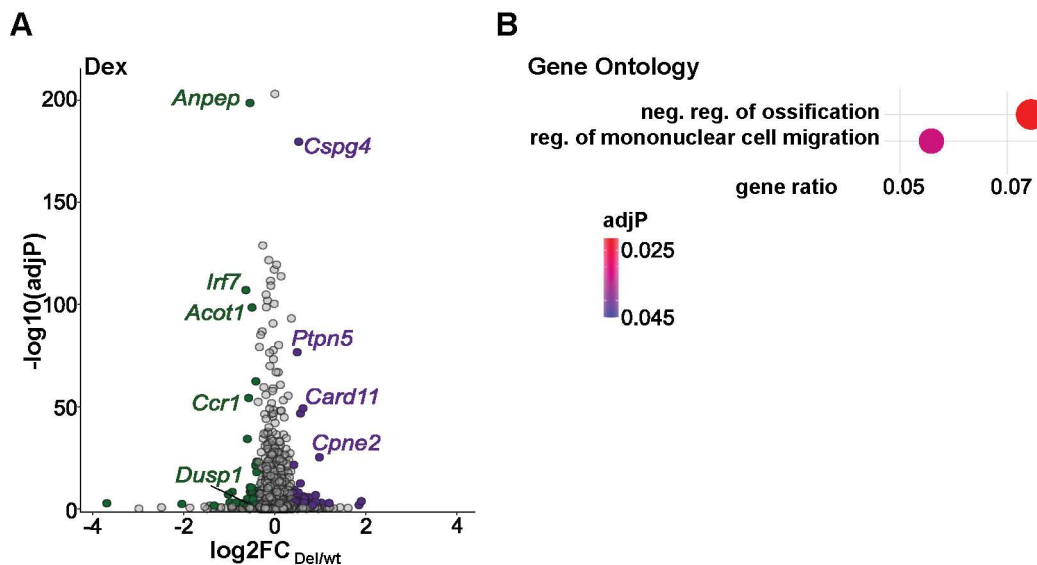 A
Dex
200
150
100
50
0
-log10(adjP)
Anpep
Cspg4
Irf7
Acot1
Ptpn5
Ccr1
Card11
Cpne2
Dusp1
-4 -2 0 2 4
log2FC Del/wt
B
Gene Ontology
neg. reg. of ossification
reg. of mononuclear cell migration
gene ratio 0.05 0.07
adjP
0.025
0.045